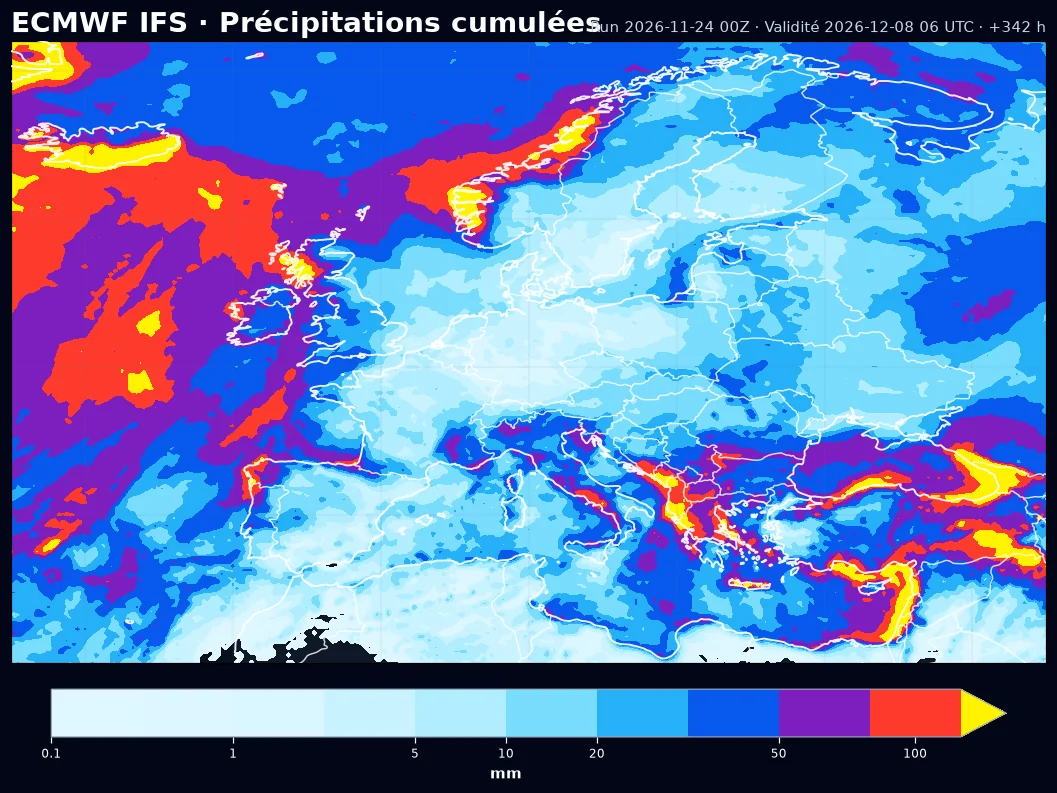 ECMWF IFS · Précipitations cumulées
Run 2026-11-24 00Z · Validité 2026-12-08 06 UTC · +342 h
0.1 1 5 10 20 50 100
mm